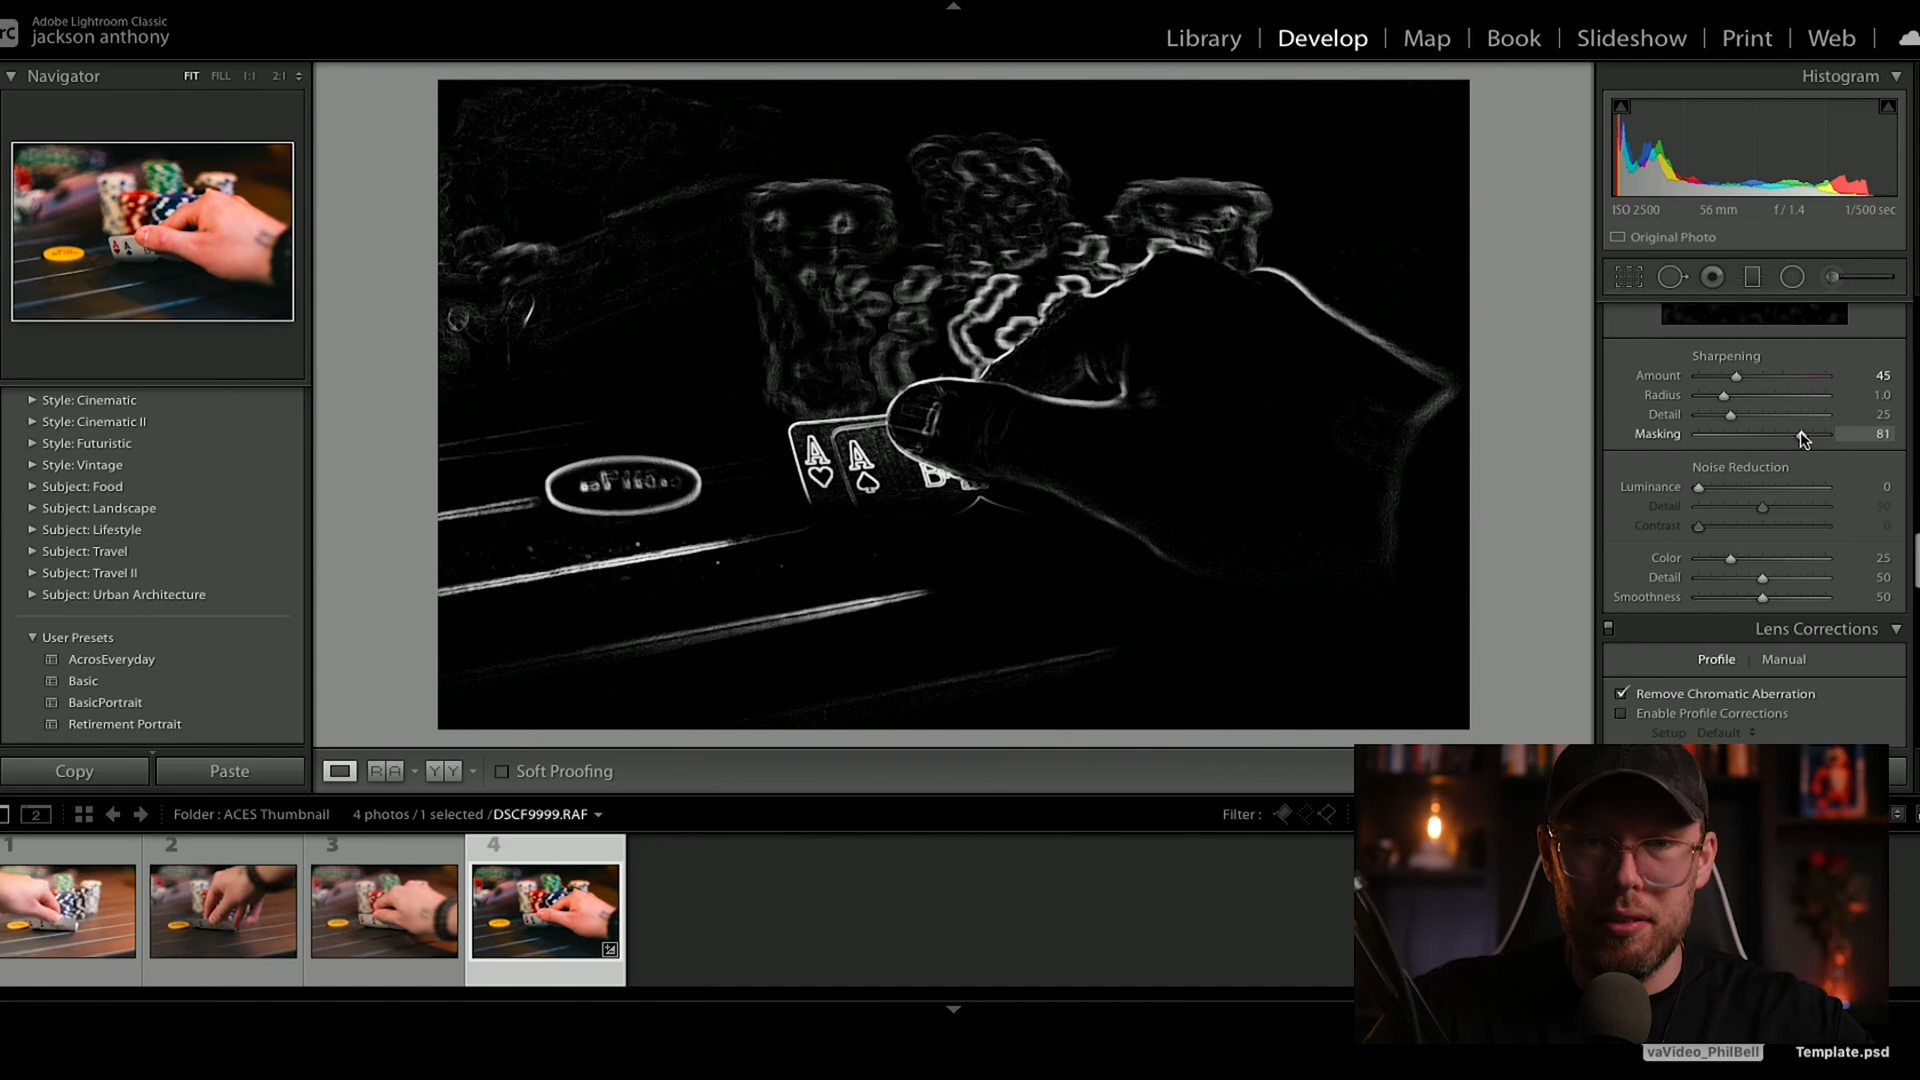 rC
Adobe Lightroom Classic
jackson anthony
Library | Develop | Map | Book | Slideshow | Print | Web
Navigator FIT FILL 1:1 2:1
Style: Cinematic
Style: Cinematic II
Style: Futuristic
Style: Vintage
Subject: Food
Subject: Landscape
Subject: Lifestyle
Subject: Travel
Subject: Travel II
Subject: Urban Architecture
User Presets
AcrosEveryday
Basic
BasicPortrait
Retirement Portrait
Copy Paste
A A
R A Y Y Soft Proofing
Histogram
ISO 2500 56 mm f / 1.4 1/500 sec
Original Photo
Sharpening
Amount 45
Radius 1.0
Detail 25
Masking 81
Noise Reduction
Luminance 0
Detail 50
Contrast 0
Color 25
Detail 50
Smoothness 50
Lens Corrections
Profile | Manual
Remove Chromatic Aberration
Enable Profile Corrections
Setup Default
2 Folder : ACES Thumbnail 4 photos / 1 selected / DSCF9999.RAF Filter :
1 2 3 4
vaVideo_PhilBell Template.psd